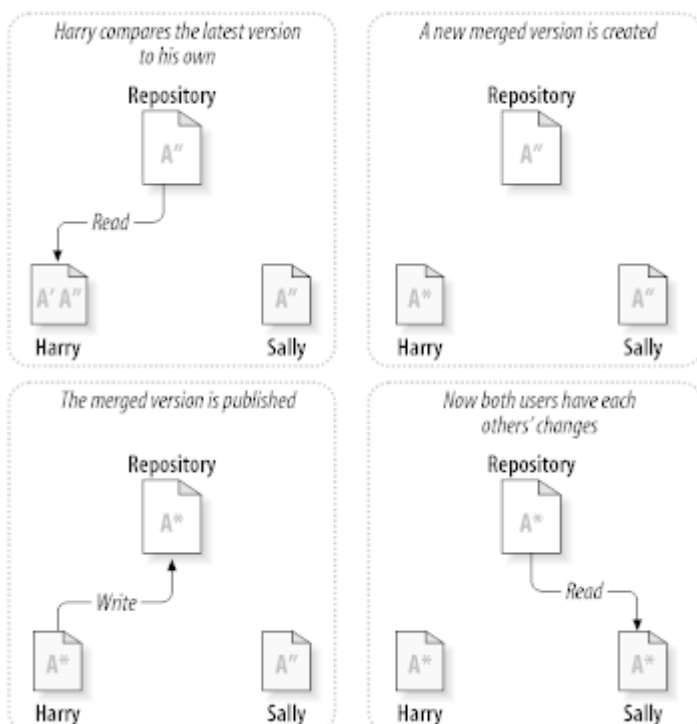 Harry compares the latest version
to his own
Repository
A″
Read
A′ A″
A″
Harry
Sally
A new merged version is created
Repository
A″
A*
A″
Harry
Sally
The merged version is published
Repository
A*
Write
A*
A″
Harry
Sally
Now both users have each
others’ changes
Repository
A*
Read
A*
A*
Harry
Sally